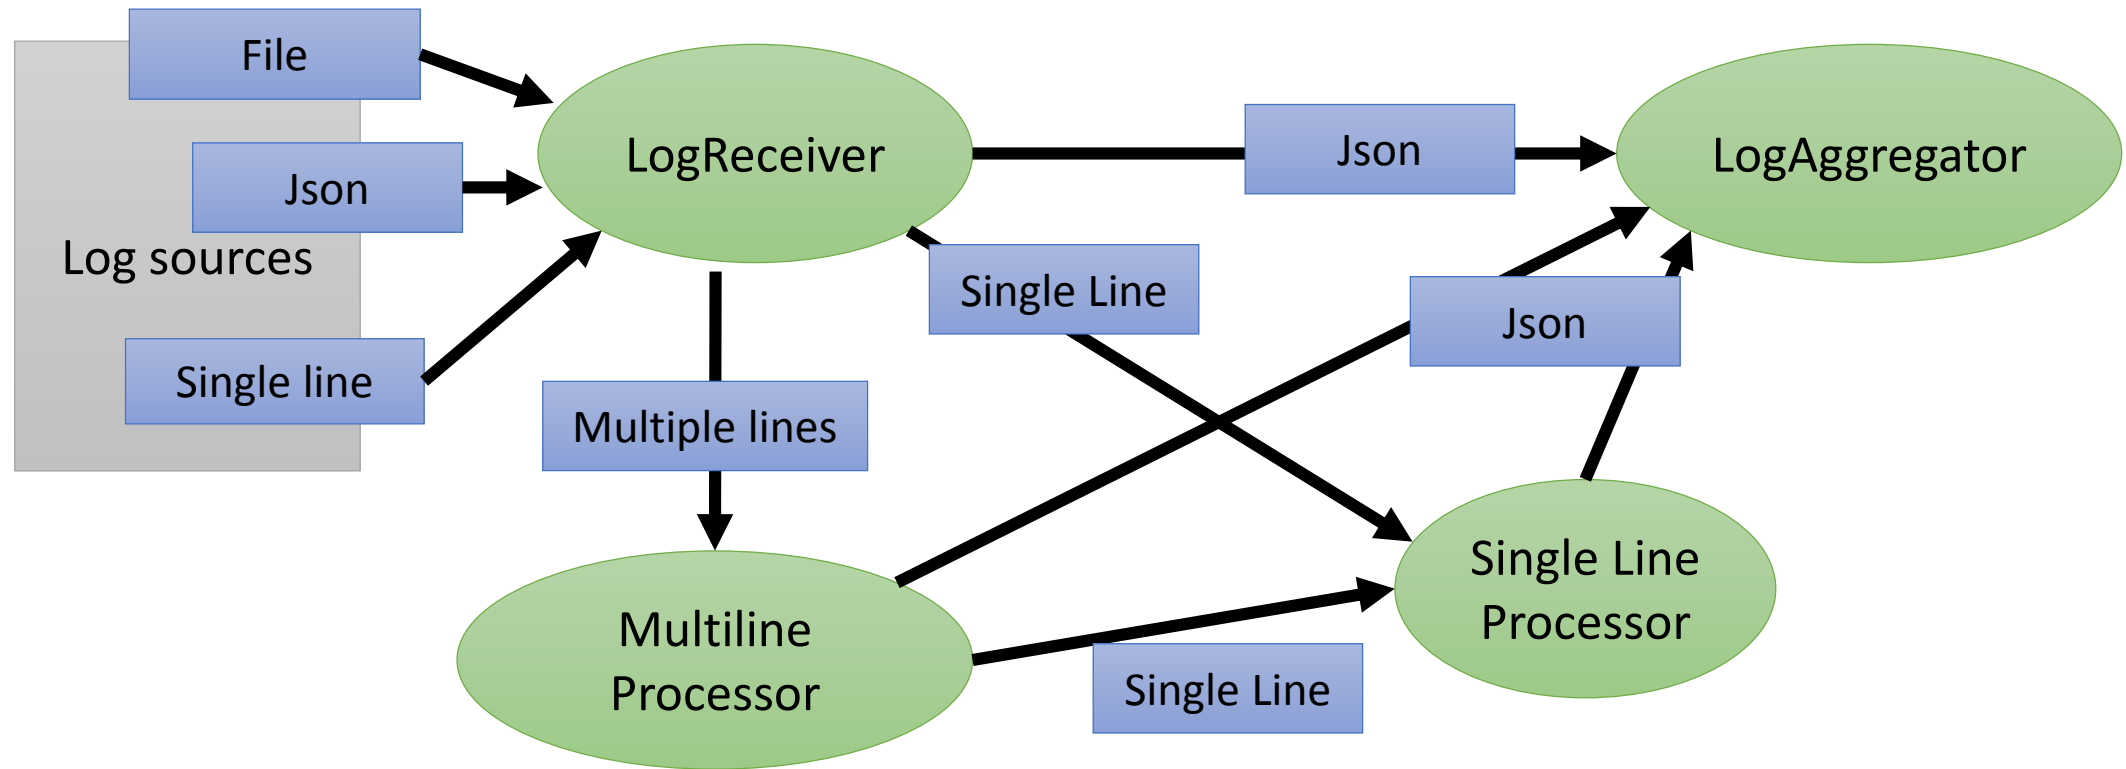 File
Json
Log sources
Single line
LogReceiver
Json
LogAggregator
Single Line
Json
Multiple lines
Multiline
Processor
Single Line
Single Line
Processor